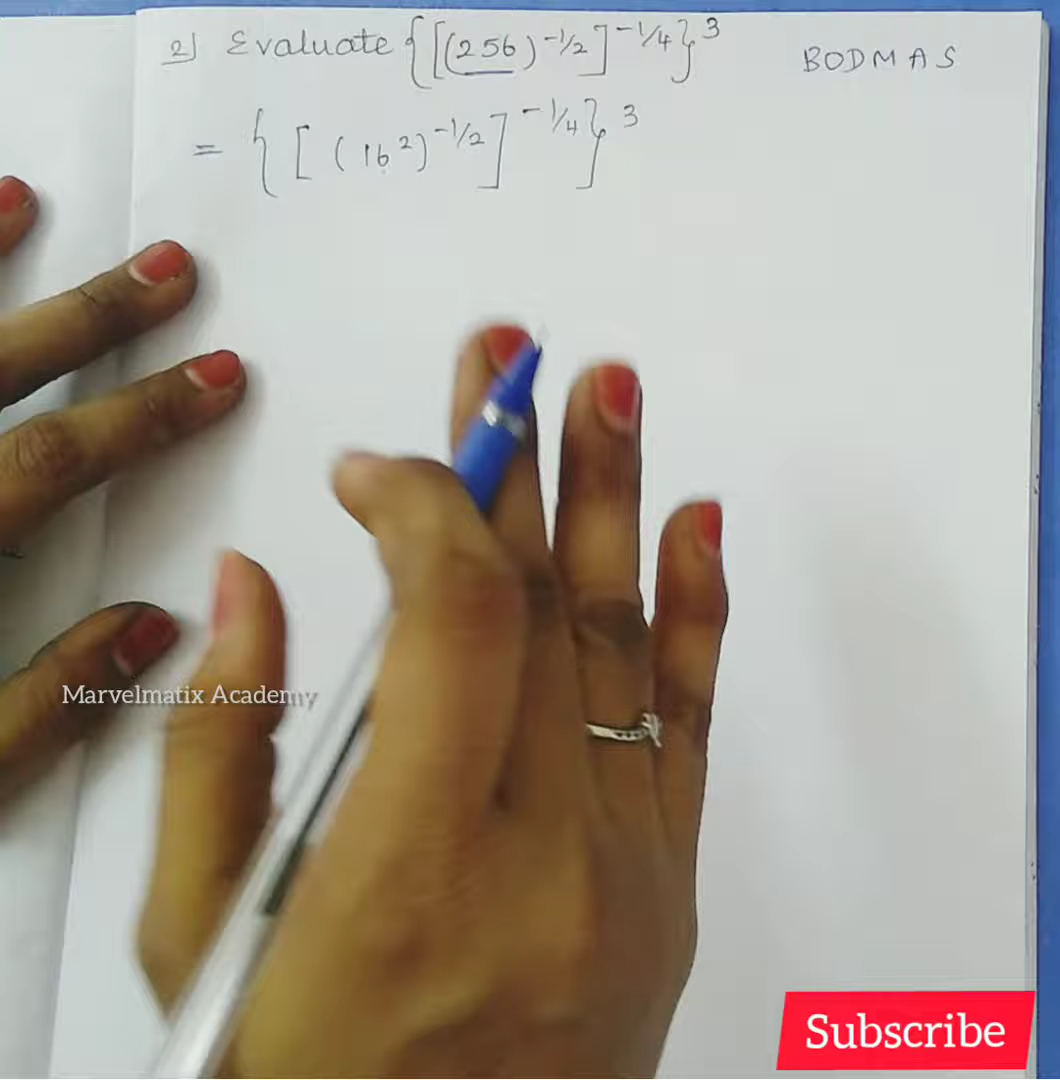 2) Evaluate {[(256)^-1/2]^-1/4}^3
BODMAS
= {[(16^2)^-1/2]^-1/4}^3
Marvelmatix Academy
Subscribe